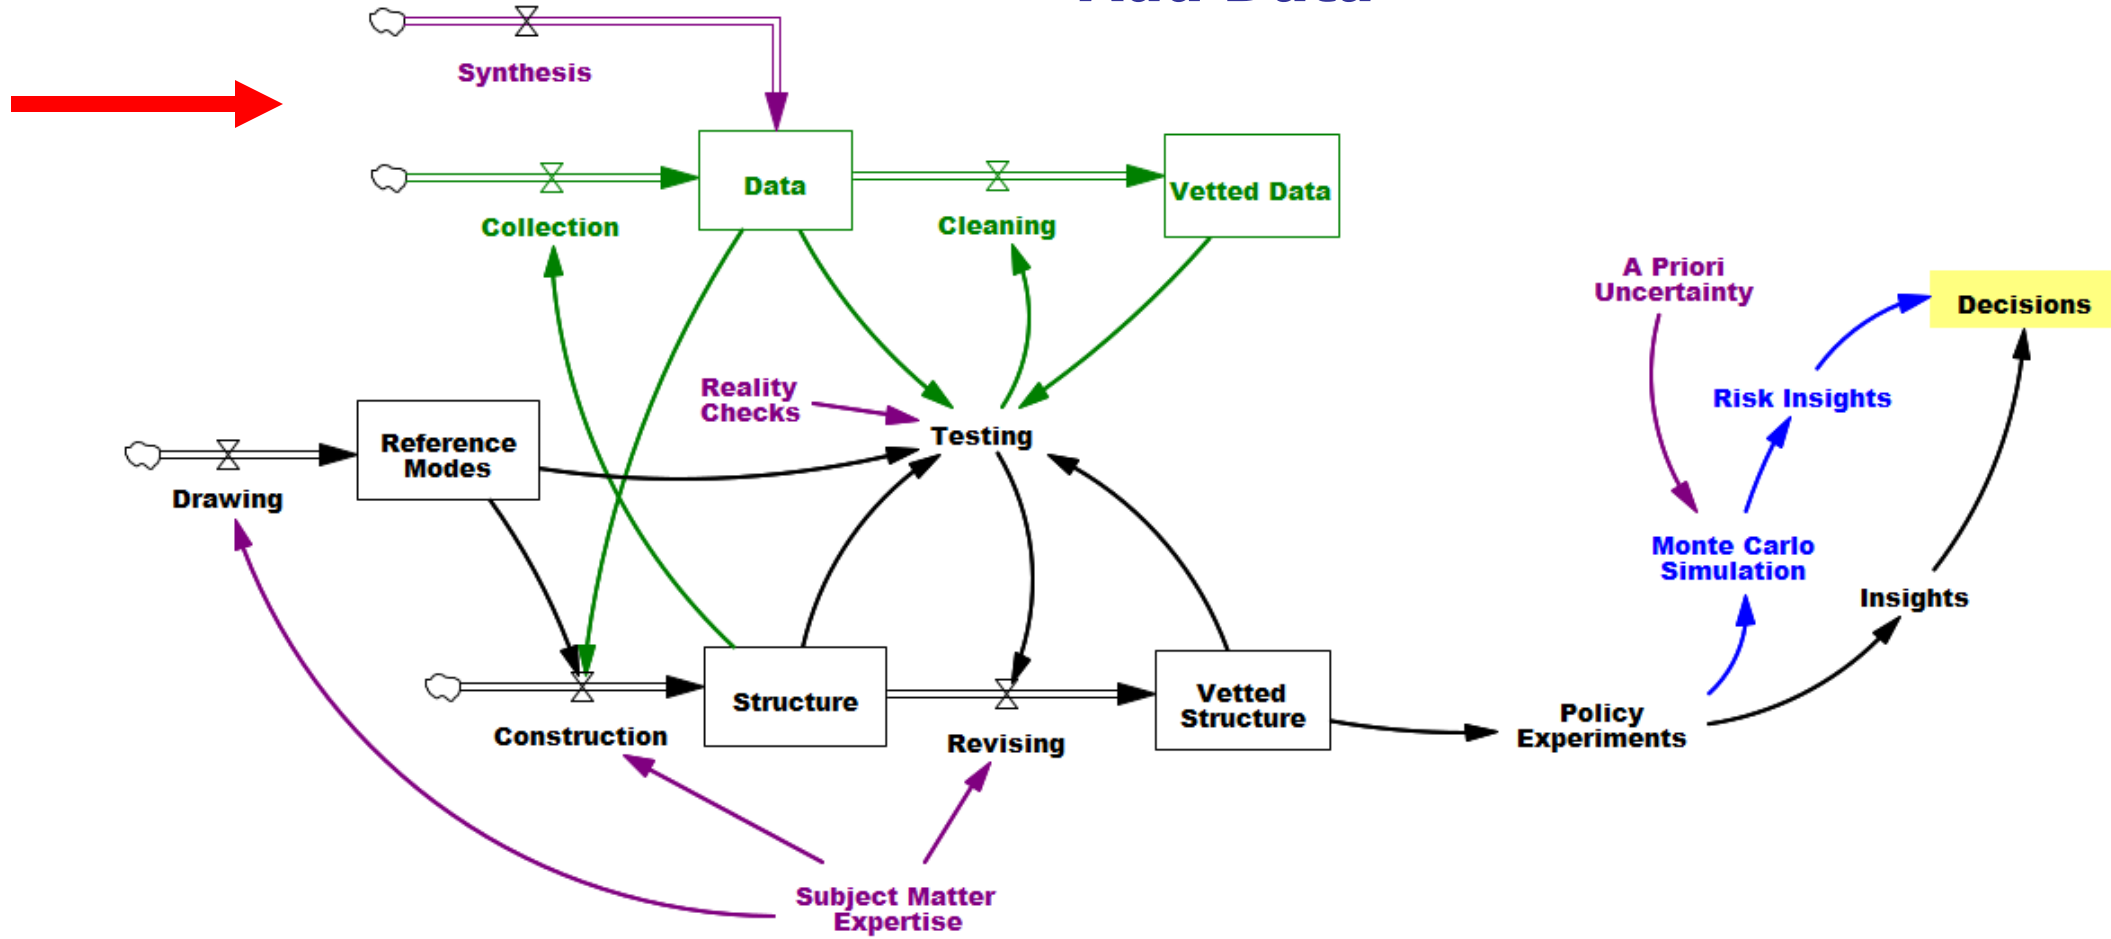 Synthesis
Data
Vetted Data
Collection
Cleaning
A Priori
Uncertainty
Decisions
Reality
Checks
Risk Insights
Testing
Reference
Modes
Drawing
Monte Carlo
Simulation
Insights
Structure
Vetted
Structure
Policy
Experiments
Construction
Revising
Subject Matter
Expertise